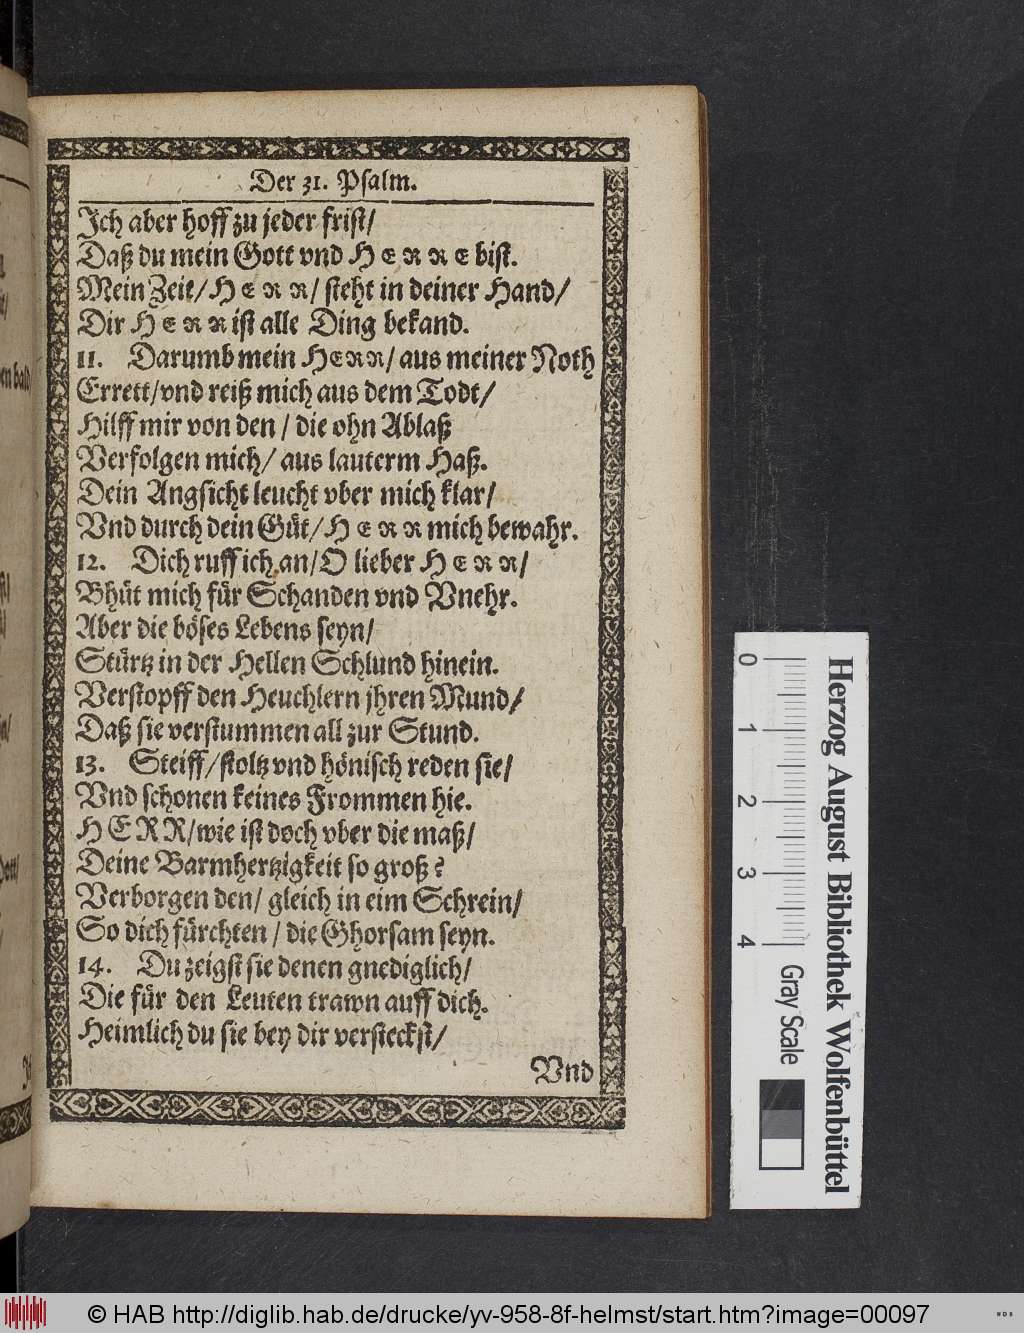 Der 31. Psalm.
Ich aber hoff zu jeder frist/
Daß du mein Gott vnd HERRE bist.
Mein Zeit/ HERR/ steht in deiner Hand/
Dir HERR ist alle Ding bekand.
11. Darumb mein HERR/ aus meiner Noth
Errett/ vnd reiß mich aus dem Todt/
Hilff mir von den / die ohn Ablaß
Verfolgen mich/ aus lauterm Haß.
Dein Angsicht leucht vber mich klar/
Vnd durch dein Güt/ HERR mich bewahr.
12. Dich ruff ich an/ O lieber HERR/
Bhüt mich für Schanden vnd Vnehr.
Aber die böses Lebens seyn/
Stürtz in der Hellen Schlund hinein.
Verstopff den Heuchlern jhren Mund/
Daß sie verstummen all zur Stund.
13. Steiff/ stoltz vnd hönisch reden sie/
Vnd schonen keines Frommen hie.
HERR/ wie ist doch vber die maß/
Deine Barmhertzigkeit so groß?
Verborgen den/ gleich in eim Schrein/
So dich fürchten / die Ghorsam seyn.
14. Du zeigst sie denen gnediglich/
Die für den Leuten trawn auff dich.
Heimlich du sie bey dir versteckst/
Vnd
0 1 2 3 4
Gray Scale
Herzog August Bibliothek Wolfenbüttel
© HAB http://diglib.hab.de/drucke/yv-958-8f-helmst/start.htm?image=00097